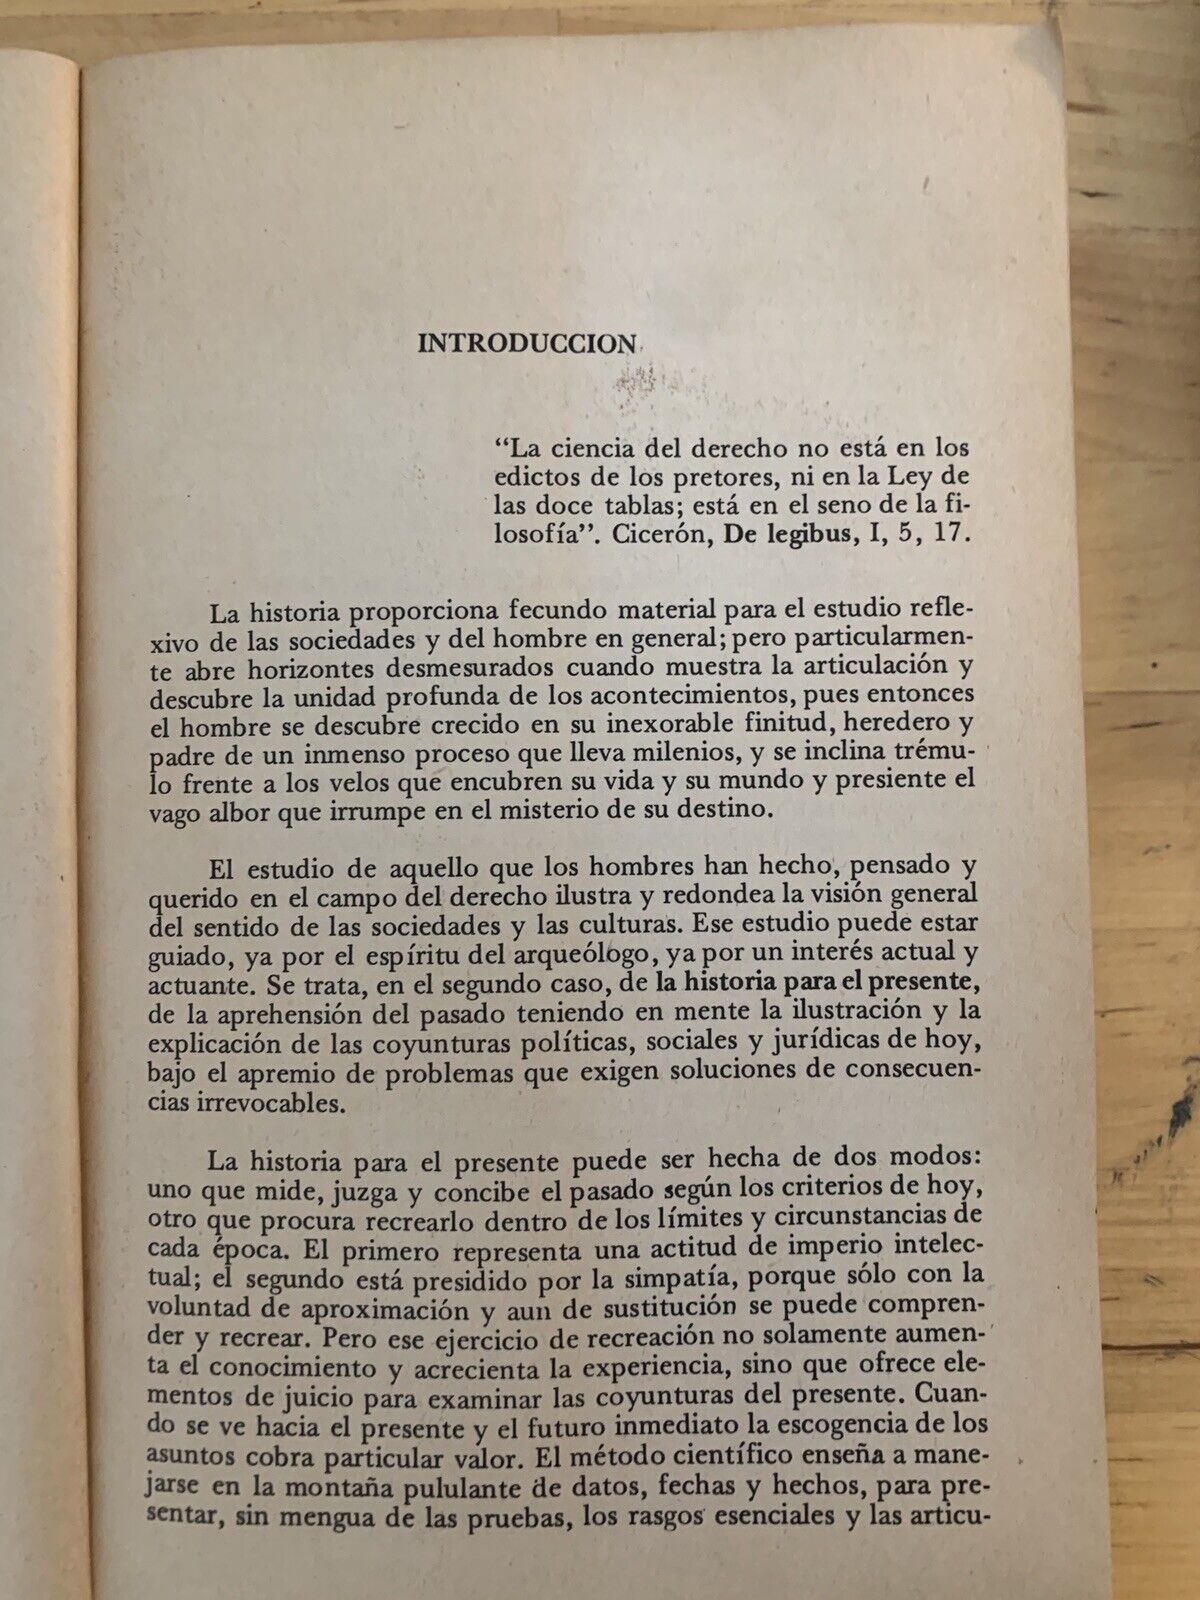 INTRODUCCION
“La ciencia del derecho no está en los
edictos de los pretores, ni en la Ley de
las doce tablas; está en el seno de la fi-
losofía”. Cicerón, De legibus, I, 5, 17.
La historia proporciona fecundo material para el estudio refle-
xivo de las sociedades y del hombre en general; pero particularmen-
te abre horizontes desmesurados cuando muestra la articulación y
descubre la unidad profunda de los acontecimientos, pues entonces
el hombre se descubre crecido en su inexorable finitud, heredero y
padre de un inmenso proceso que lleva milenios, y se inclina trému-
lo frente a los velos que encubren su vida y su mundo y presiente el
vago albor que irrumpe en el misterio de su destino.
El estudio de aquello que los hombres han hecho, pensado y
querido en el campo del derecho ilustra y redondea la visión general
del sentido de las sociedades y las culturas. Ese estudio puede estar
guiado, ya por el espíritu del arqueólogo, ya por un interés actual y
actuante. Se trata, en el segundo caso, de la historia para el presente,
de la aprehensión del pasado teniendo en mente la ilustración y la
explicación de las coyunturas políticas, sociales y jurídicas de hoy,
bajo el apremio de problemas que exigen soluciones de consecuen-
cias irrevocables.
La historia para el presente puede ser hecha de dos modos:
uno que mide, juzga y concibe el pasado según los criterios de hoy,
otro que procura recrearlo dentro de los límites y circunstancias de
cada época. El primero representa una actitud de imperio intelec-
tual; el segundo está presidido por la simpatía, porque sólo con la
voluntad de aproximación y aun de sustitución se puede compren-
der y recrear. Pero ese ejercicio de recreación no solamente aumen-
ta el conocimiento y acrecienta la experiencia, sino que ofrece ele-
mentos de juicio para examinar las coyunturas del presente. Cuan-
do se ve hacia el presente y el futuro inmediato la escogencia de los
asuntos cobra particular valor. El método científico enseña a mane-
jarse en la montaña pululante de datos, fechas y hechos, para pre-
sentar, sin mengua de las pruebas, los rasgos esenciales y las articu-